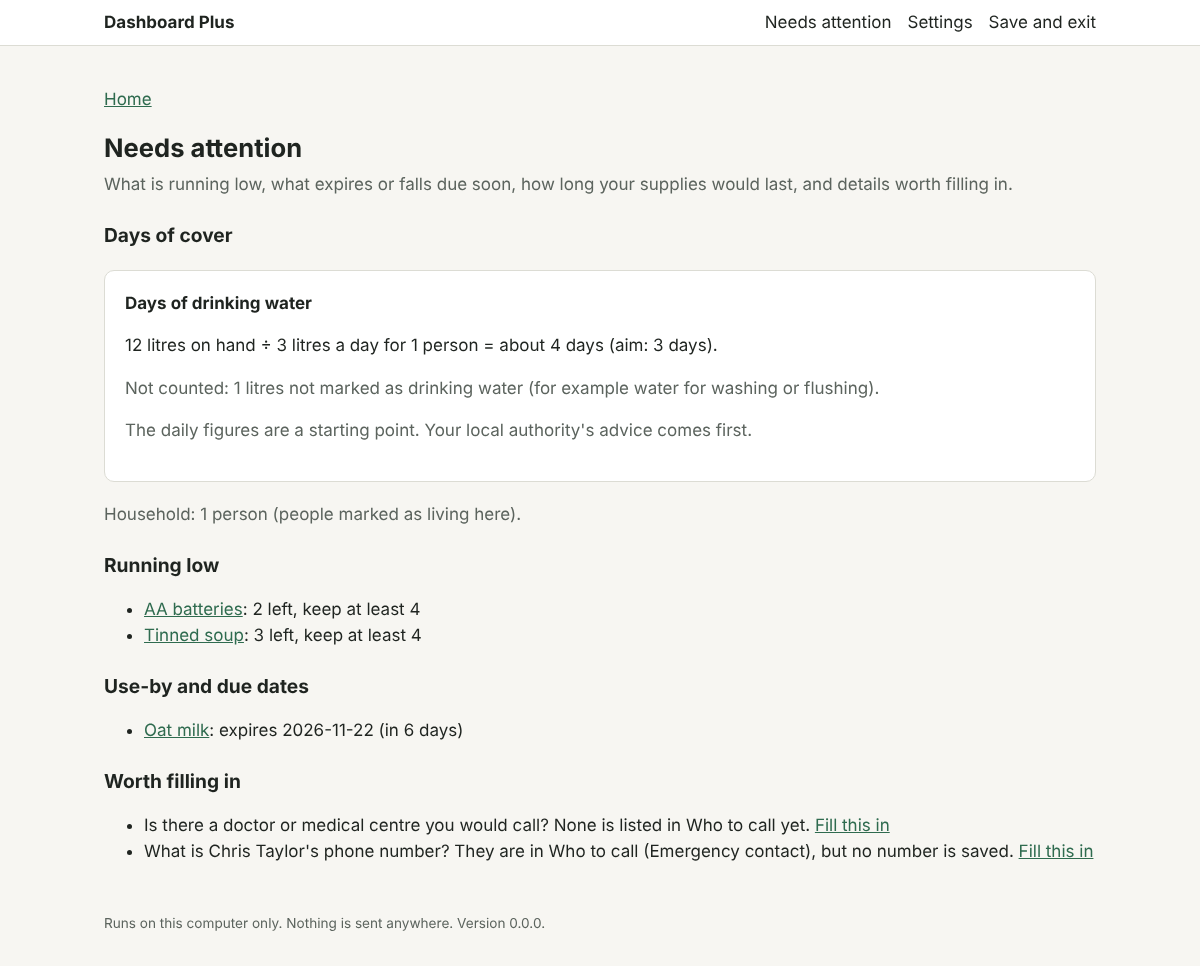 Dashboard Plus
Needs attention Settings Save and exit
Home
Needs attention
What is running low, what expires or falls due soon, how long your supplies would last, and details worth filling in.
Days of cover
Days of drinking water
12 litres on hand ÷ 3 litres a day for 1 person = about 4 days (aim: 3 days).
Not counted: 1 litres not marked as drinking water (for example water for washing or flushing).
The daily figures are a starting point. Your local authority's advice comes first.
Household: 1 person (people marked as living here).
Running low
AA batteries: 2 left, keep at least 4
Tinned soup: 3 left, keep at least 4
Use-by and due dates
Oat milk: expires 2026-11-22 (in 6 days)
Worth filling in
Is there a doctor or medical centre you would call? None is listed in Who to call yet. Fill this in
What is Chris Taylor's phone number? They are in Who to call (Emergency contact), but no number is saved. Fill this in
Runs on this computer only. Nothing is sent anywhere. Version 0.0.0.